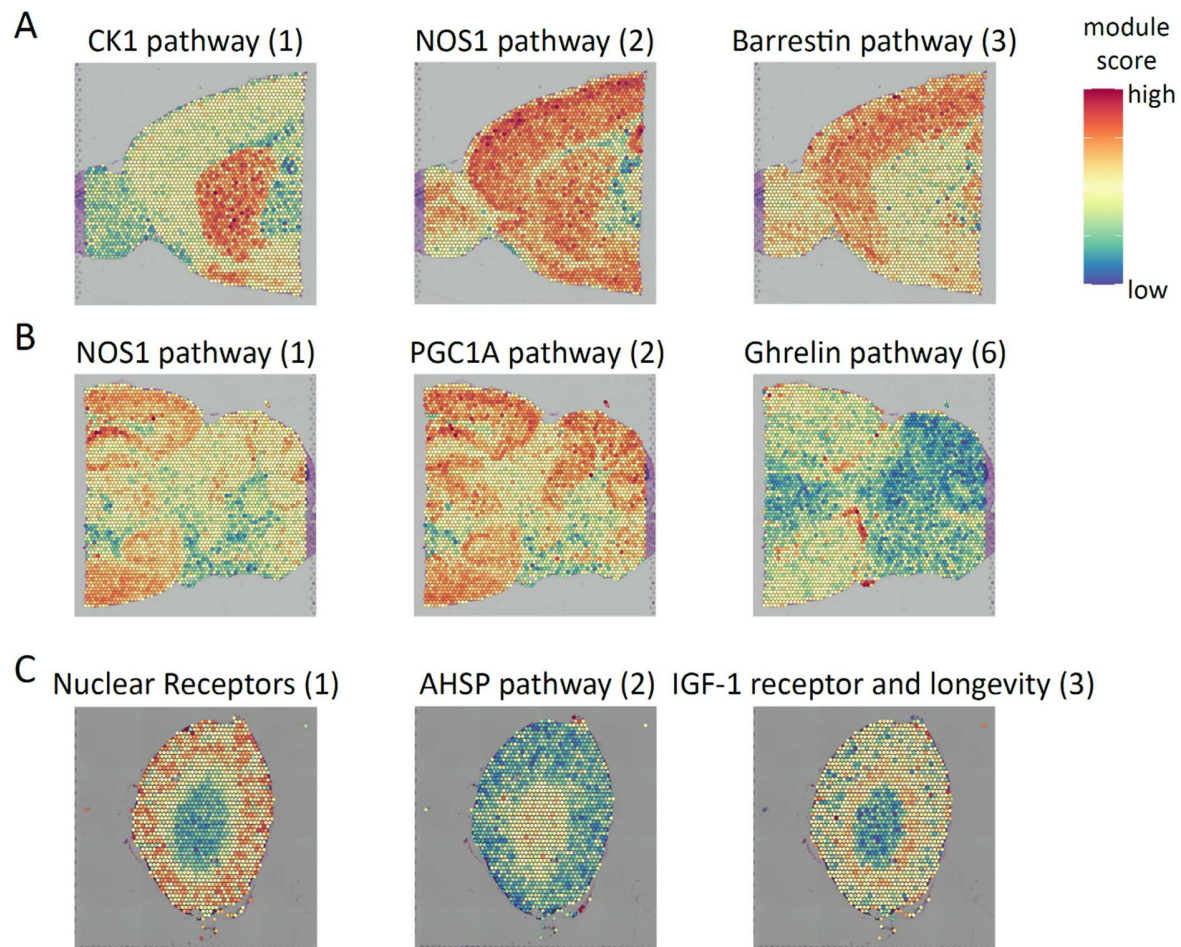 A
CK1 pathway (1)
NOS1 pathway (2)
Barrestin pathway (3)
module
score
high
low
B
NOS1 pathway (1)
PGC1A pathway (2)
Ghrelin pathway (6)
C
Nuclear Receptors (1)
AHSP pathway (2)
IGF-1 receptor and longevity (3)